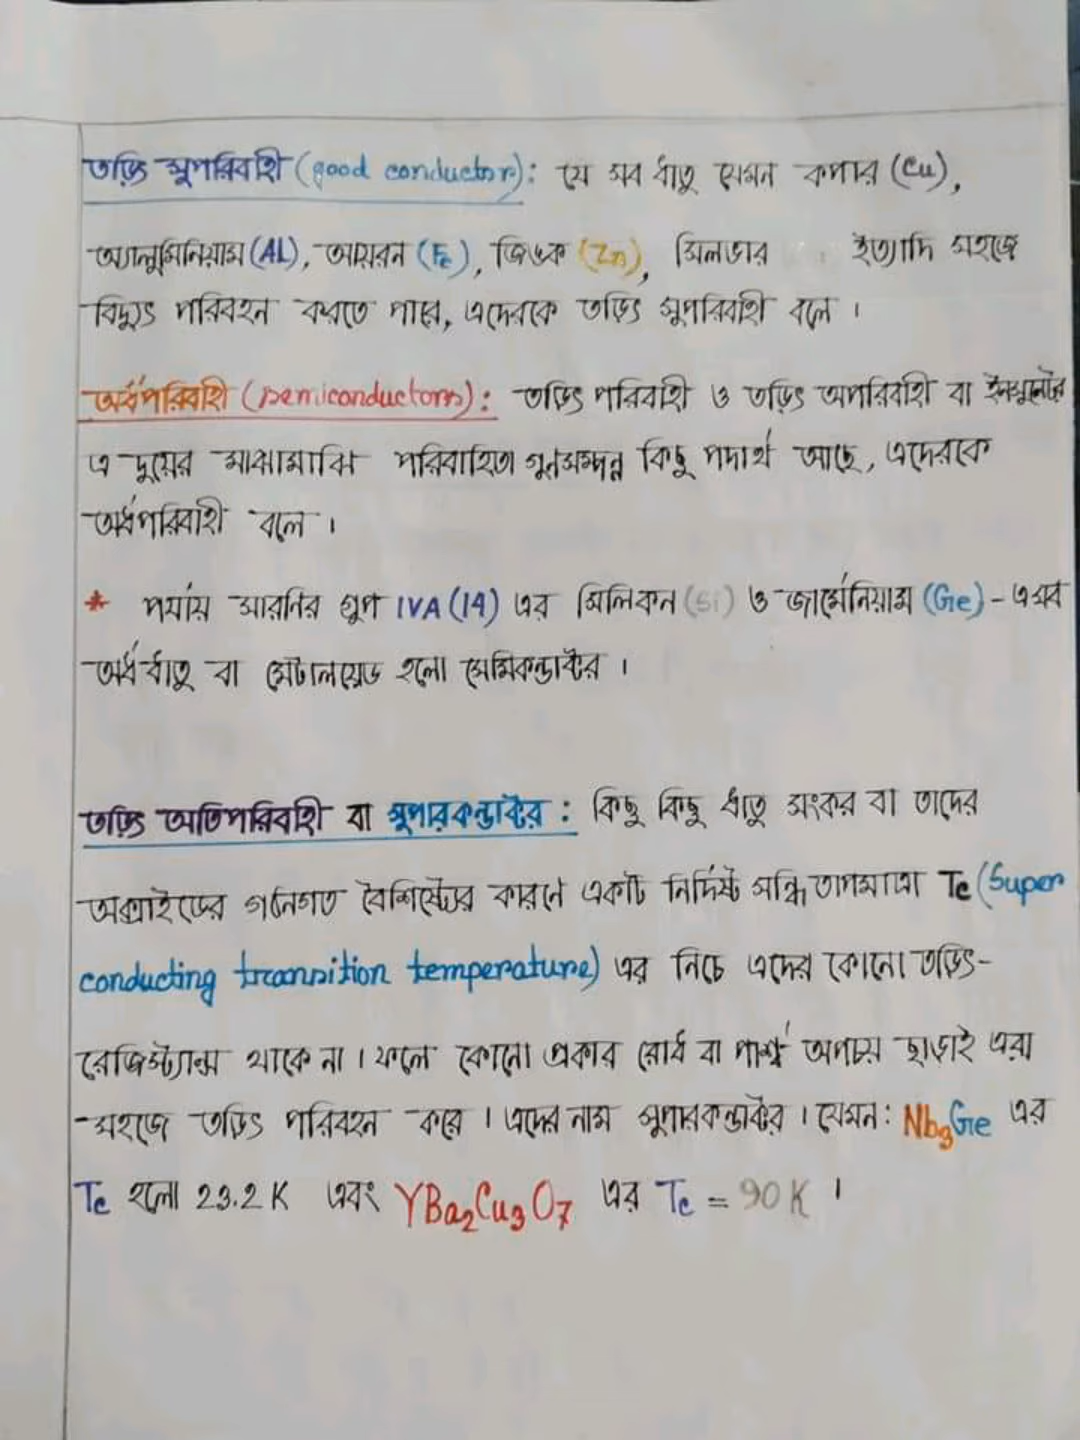 তড়িৎ সুপরিবাহী (good conductor): যে সব ধাতু যেমন কপার (Cu),
অ্যালুমিনিয়াম (AL), আয়রন (Fe), জিংক (Zn), সিলভার ইত্যাদি সহজে
বিদ্যুৎ পরিবহন করতে পারে, এদেরকে তড়িৎ সুপরিবাহী বলে ।
অর্ধপরিবাহী (semiconductors): তড়িৎ পরিবাহী ও তড়িৎ অপরিবাহী বা ইনসুলেটর
এ দুয়ের মাঝামাঝি পরিবাহিতা গুনসম্পন্ন কিছু পদার্থ আছে, এদেরকে
অর্ধপরিবাহী বলে ।
* পর্যায় সারনির গ্রুপ IVA (14) এর সিলিকন (Si) ও জার্মেনিয়াম (Ge) - এসব
অর্ধধাতু বা মেটালয়েড হলো সেমিকন্ডাক্টর ।
তড়িৎ অতিপরিবাহী বা সুপারকন্ডাক্টর : কিছু কিছু ধাতু সংকর বা তাদের
অক্সাইডের গঠনগত বৈশিষ্ট্যের কারণে একটি নির্দিষ্ট সন্ধি তাপমাত্রা Tc (Super
conducting transition temperature) এর নিচে এদের কোনো তড়িৎ-
রেজিস্ট্যান্স থাকে না । ফলে কোনো প্রকার রোধ বা পার্শ্ব অপচয় ছাড়াই এরা
সহজে তড়িৎ পরিবহন করে । এদের নাম সুপারকন্ডাক্টর । যেমন: Nb₃Ge এর
Tc হলো 23.2 K এবং YBa₂Cu₃O₇ এর Tc = 90 K ।